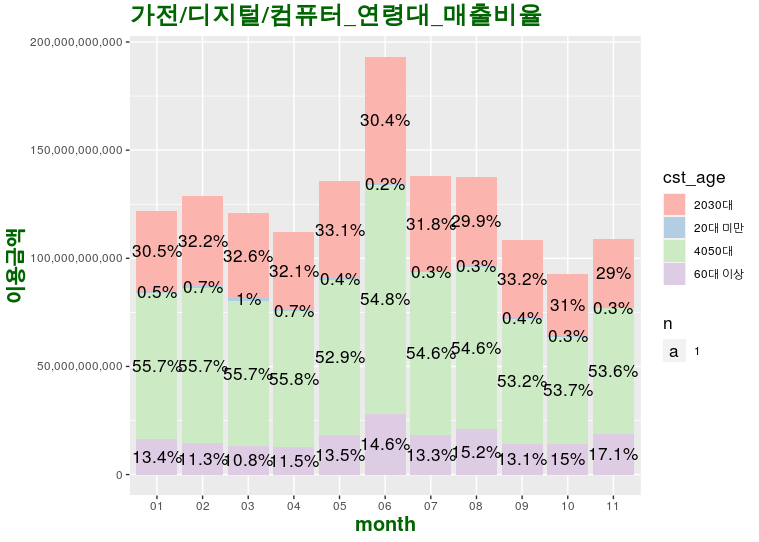 가전/디지털/컴퓨터_연령대_매출비율
이용금액
200,000,000,000
150,000,000,000
100,000,000,000
50,000,000,000
0
30.5% 32.2% 32.6% 32.1% 33.1% 30.4% 31.8% 29.9% 33.2% 31% 29%
0.5% 0.7% 1% 0.7% 0.4% 0.2% 0.3% 0.3% 0.4% 0.3% 0.3%
55.7% 55.7% 55.7% 55.8% 52.9% 54.8% 54.6% 54.6% 53.2% 53.7% 53.6%
13.4% 11.3% 10.8% 11.5% 13.5% 14.6% 13.3% 15.2% 13.1% 15% 17.1%
01 02 03 04 05 06 07 08 09 10 11
month
cst_age
2030대
20대 미만
4050대
60대 이상
n
a 1